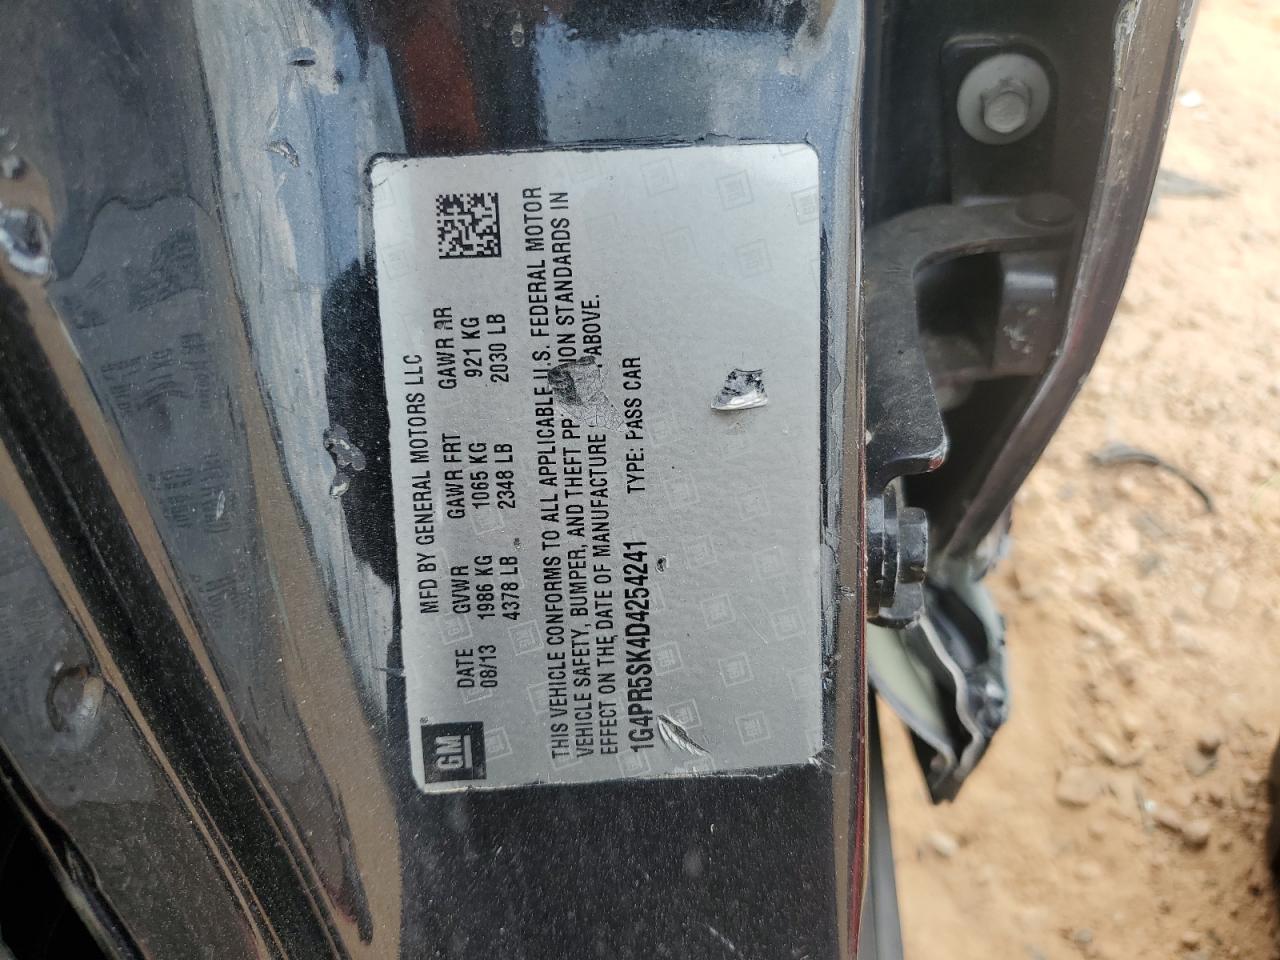 GM ®
MFD BY GENERAL MOTORS LLC
DATE GVWR GAWR FRT GAWR RR
08/13 1986 KG 1065 KG 921 KG
4378 LB 2348 LB 2030 LB
THIS VEHICLE CONFORMS TO ALL APPLICABLE U.S. FEDERAL MOTOR
VEHICLE SAFETY, BUMPER, AND THEFT STANDARDS IN
EFFECT ON THE DATE OF MANUFACTURE ABOVE.
1G4PR5SK4D4254241 TYPE: PASS CAR